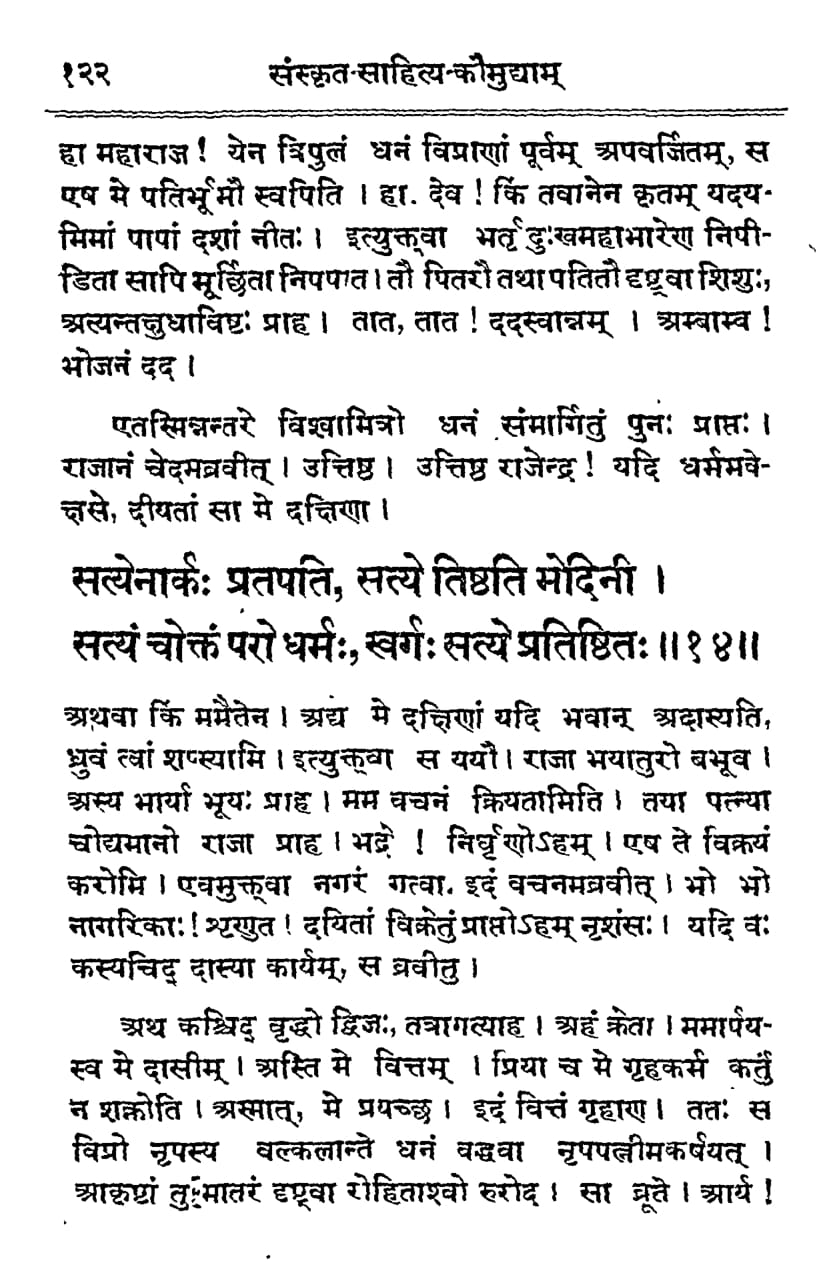 १२२ संस्कृत-साहित्य-कौमुद्याम्
हा महाराज ! येन त्रिपुलं धनं विप्राणां पूर्वम् अपवर्जितम्, स
एष मे पतिर्भूमौ स्वपिति । हा. देव ! किं तवानेन कृतम् यदय-
मिमां पापां दशां नीतः । इत्युक्त्वा भर्तृदुःखमहाभारेण निपी-
डिता सापि मूर्छिता निपपात । तौ पितरौ तथा पतितौ दृष्ट्वा शिशुः,
अत्यन्तक्षुधाविष्टः प्राह । तात, तात ! ददस्वान्नम् । अम्बाम्ब !
भोजनं दद ।
एतस्मिन्नन्तरे विश्वामित्रो धनं संमार्गितुं पुनः प्राप्तः ।
राजानं चेदमब्रवीत् । उत्तिष्ठ । उत्तिष्ठ राजेन्द्र ! यदि धर्ममवे-
क्षसे, दीयतां सा मे दक्षिणा ।
सत्येनार्कः प्रतपति, सत्ये तिष्ठति मेदिनी ।
सत्यं चोक्तं परो धर्मः, स्वर्गः सत्ये प्रतिष्ठितः ॥१४॥
अथवा किं ममैतेन । अद्य मे दक्षिणां यदि भवान् अदास्यति,
ध्रुवं त्वां शप्स्यामि । इत्युक्त्वा स ययौ । राजा भयातुरो बभूव ।
अस्य भार्या भूयः प्राह । मम वचनं क्रियतामिति । तया पत्न्या
चोद्यमानो राजा प्राह । भद्रे ! निर्घृणोऽहम् । एष ते विक्रयं
करोमि । एवमुक्त्वा नगरं गत्वा. इदं वचनमब्रवीत् । भो भो
नागरिकाः ! शृणुत ! दयितां विक्रेतुं प्राप्तोऽहम् नृशंसः । यदि वः
कस्यचिद् दास्या कार्यम्, स ब्रवीतु ।
अथ कश्चिद् वृद्धो द्विजः, तत्रागत्याह । अहं क्रेता । ममार्पय-
स्व मे दासीम् । अस्ति मे वित्तम् । प्रिया च मे गृहकर्म कर्तुं
न शक्नोति । अस्मात्, मे प्रयच्छ । इदं वित्तं गृहाण । ततः स
विप्रो नृपस्य वल्कलान्ते धनं बद्धवा नृपपत्नीमकर्षयत् ।
आकृष्टां तु मातरं दृष्ट्वा रोहिताश्वो रुरोद । सा ब्रूते । आर्य !